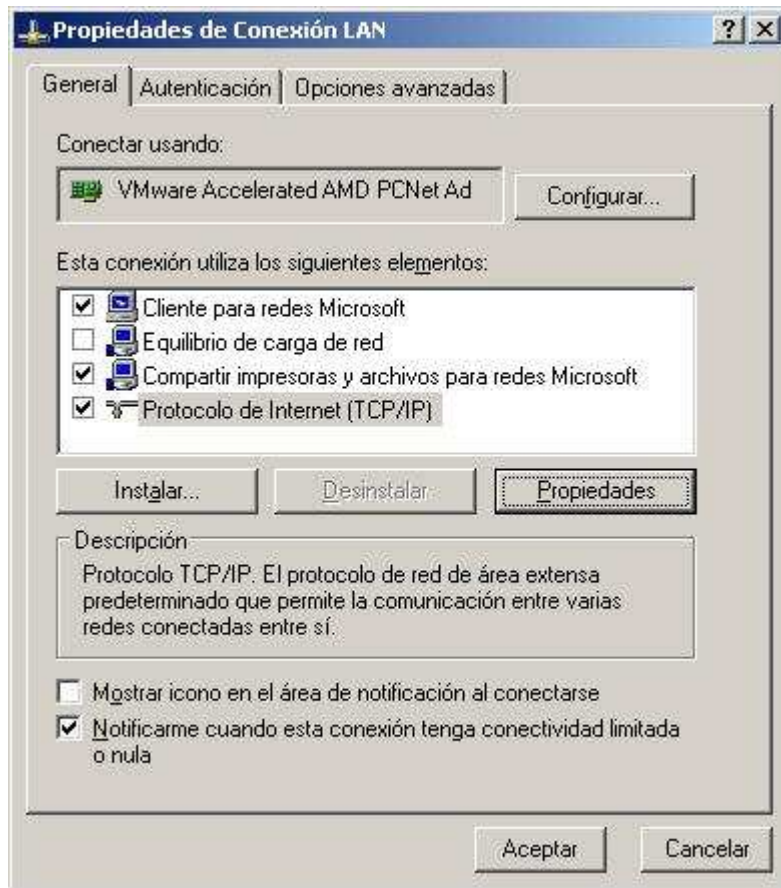 Propiedades de Conexión LAN
General
Autenticación
Opciones avanzadas
Conectar usando:
VMware Accelerated AMD PCNet Ad
Configurar...
Esta conexión utiliza los siguientes elementos:
Cliente para redes Microsoft
Equilibrio de carga de red
Compartir impresoras y archivos para redes Microsoft
Protocolo de Internet (TCP/IP)
Instalar...
Desinstalar
Propiedades
Descripción
Protocolo TCP/IP. El protocolo de red de área extensa
predeterminado que permite la comunicación entre varias
redes conectadas entre sí.
Mostrar icono en el área de notificación al conectarse
Notificarme cuando esta conexión tenga conectividad limitada
o nula
Aceptar
Cancelar